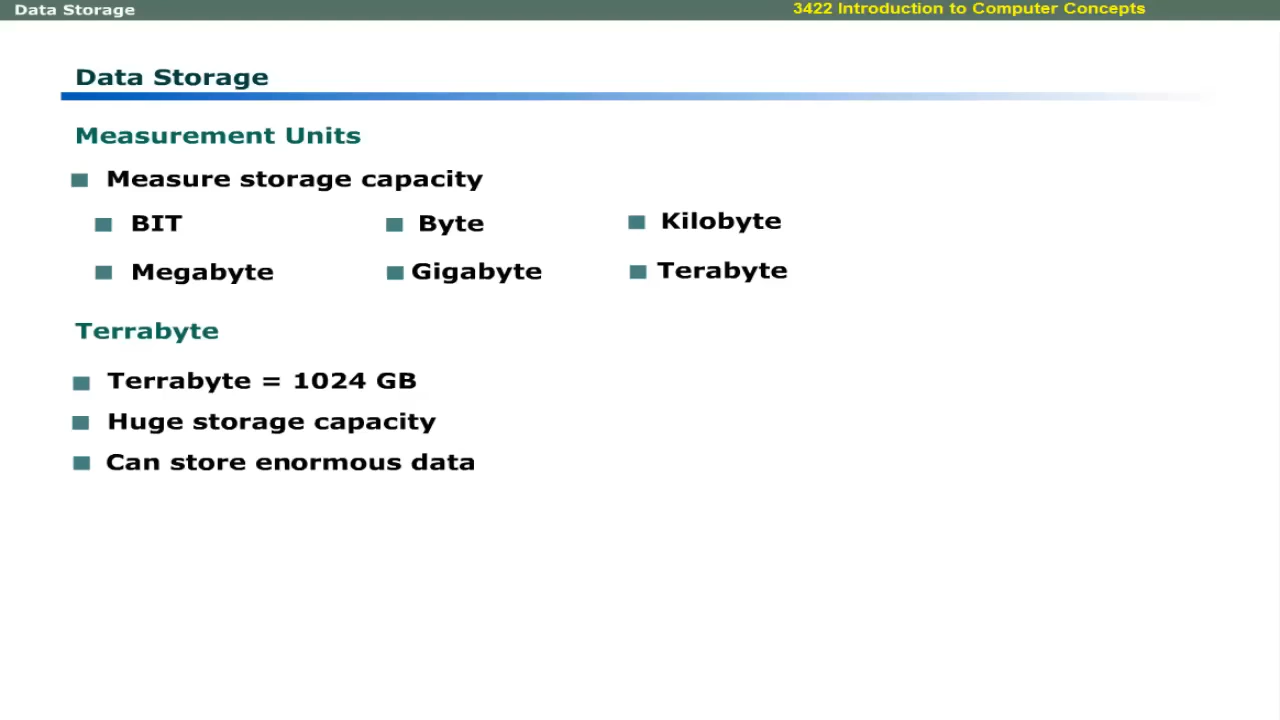 Data Storage
3422 Introduction to Computer Concepts
Data Storage
Measurement Units
Measure storage capacity
BIT Byte Kilobyte
Megabyte Gigabyte Terabyte
Terrabyte
Terrabyte = 1024 GB
Huge storage capacity
Can store enormous data